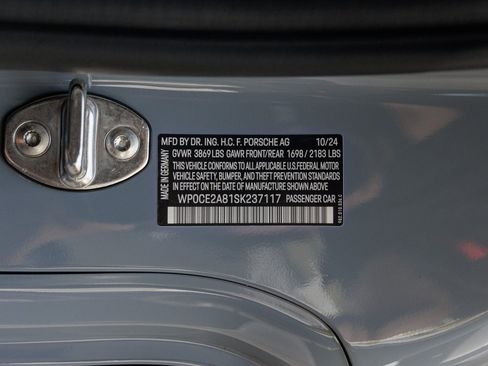 MFD BY DR. ING. H.C. F. PORSCHE AG 10/24
GVWR 3869 LBS GAWR FRONT/REAR 1698 / 2183 LBS
THIS VEHICLE CONFORMS TO ALL APPLICABLE U.S. FEDERAL MOTOR
VEHICLE SAFETY, BUMPER, AND THEFT PREVENTION STANDARDS
IN EFFECT ON THE DATE OF MANUFACTURE SHOWN ABOVE
WP0CE2A81SK237117 PASSENGER CAR
MADE IN GERMANY